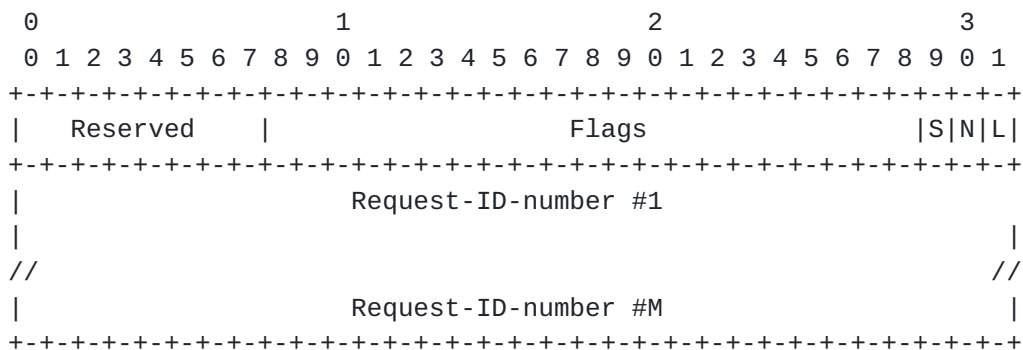 0                   1                   2                   3
 0 1 2 3 4 5 6 7 8 9 0 1 2 3 4 5 6 7 8 9 0 1 2 3 4 5 6 7 8 9 0 1
+-+-+-+-+-+-+-+-+-+-+-+-+-+-+-+-+-+-+-+-+-+-+-+-+-+-+-+-+-+-+-+-+
|   Reserved    |                   Flags                 |S|N|L|
+-+-+-+-+-+-+-+-+-+-+-+-+-+-+-+-+-+-+-+-+-+-+-+-+-+-+-+-+-+-+-+-+
|                     Request-ID-number #1
|                                                               |
//                                                             //
|                     Request-ID-number #M                      |
+-+-+-+-+-+-+-+-+-+-+-+-+-+-+-+-+-+-+-+-+-+-+-+-+-+-+-+-+-+-+-+-+